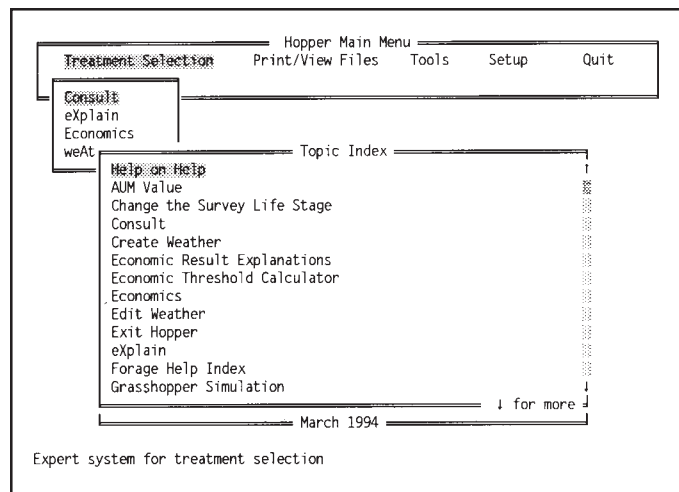 Hopper Main Menu
Treatment Selection Print/View Files Tools Setup Quit
Consult
eXplain
Economics
weAt
Topic Index
Help on Help
AUM Value
Change the Survey Life Stage
Consult
Create Weather
Economic Result Explanations
Economic Threshold Calculator
Economics
Edit Weather
Exit Hopper
eXplain
Forage Help Index
Grasshopper Simulation
↓ for more
March 1994
Expert system for treatment selection